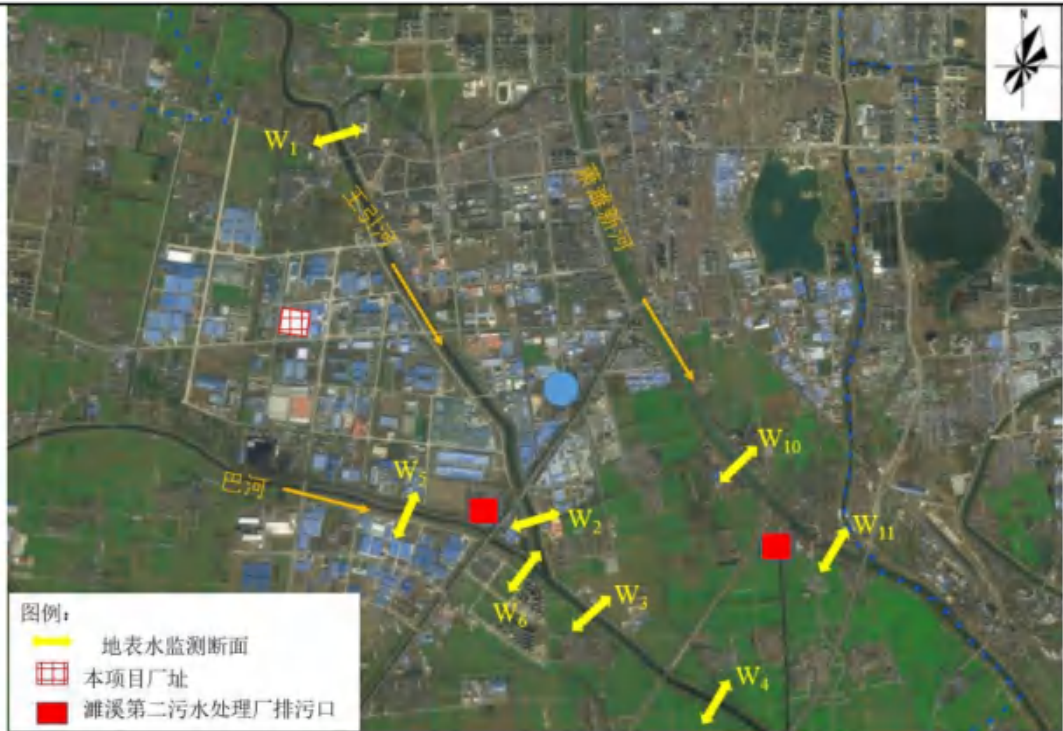 N
W₁
王引河
萧濉新河
W₁₀
W₅
巴河
W₂
W₁₁
W₃
W₆
W₄
图例：
地表水监测断面
本项目厂址
濉溪第二污水处理厂排污口